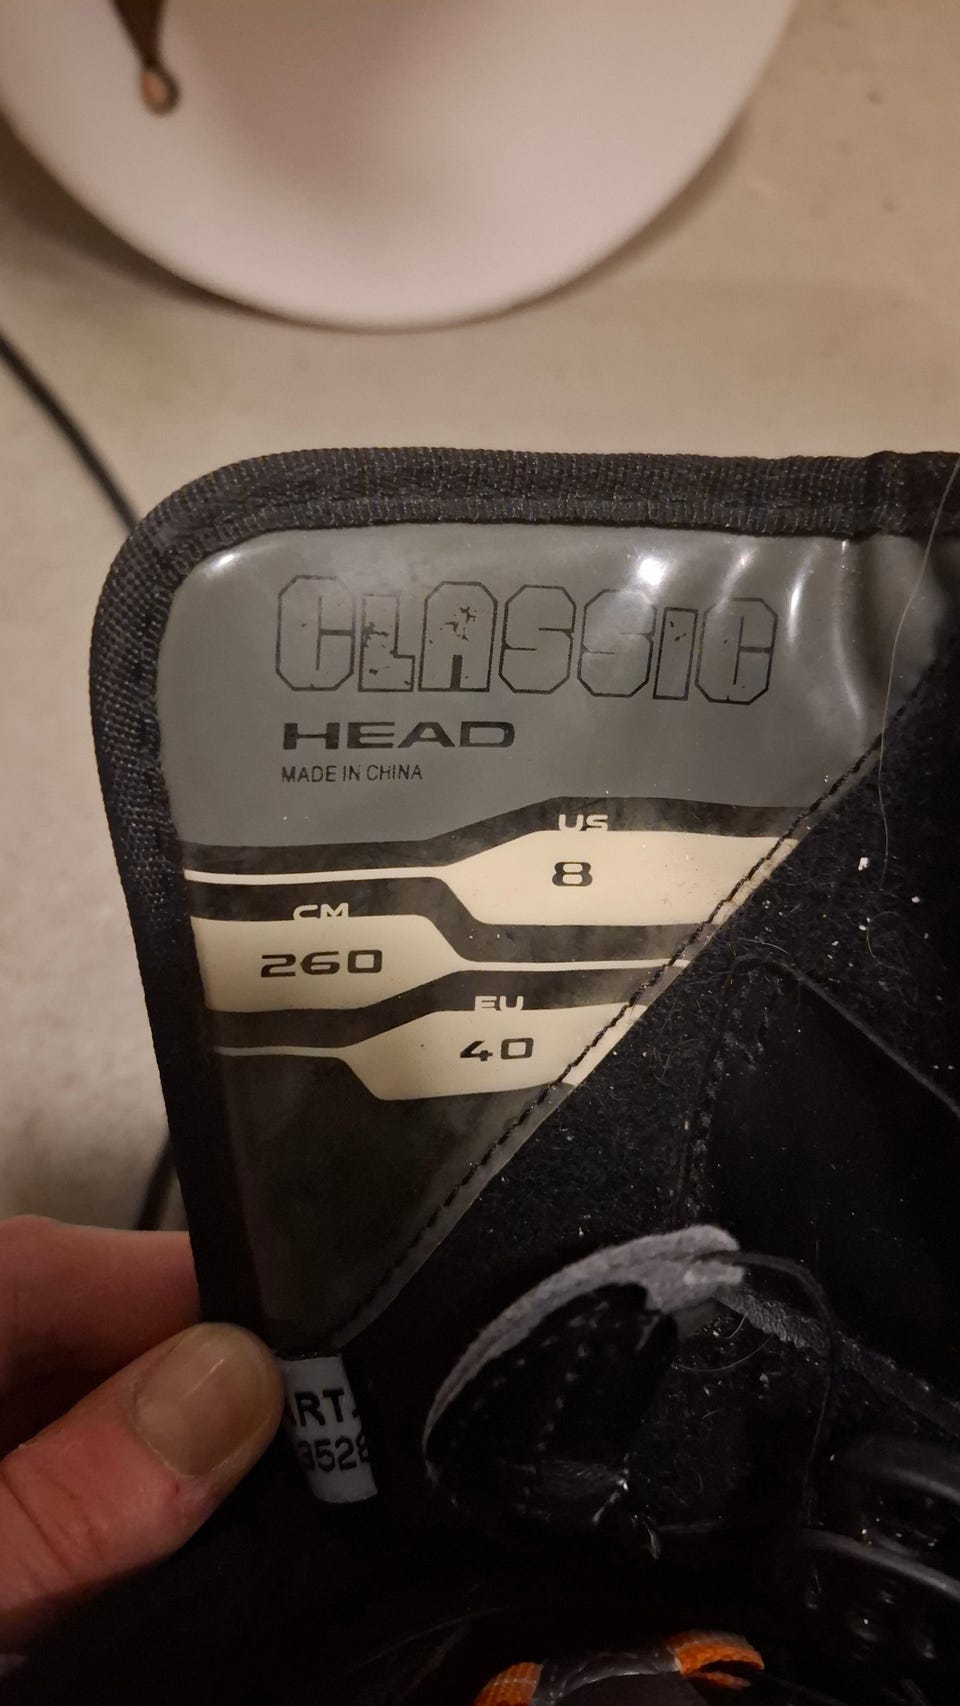 CLASSIC
HEAD
MADE IN CHINA
US
8
CM
260
EU
40